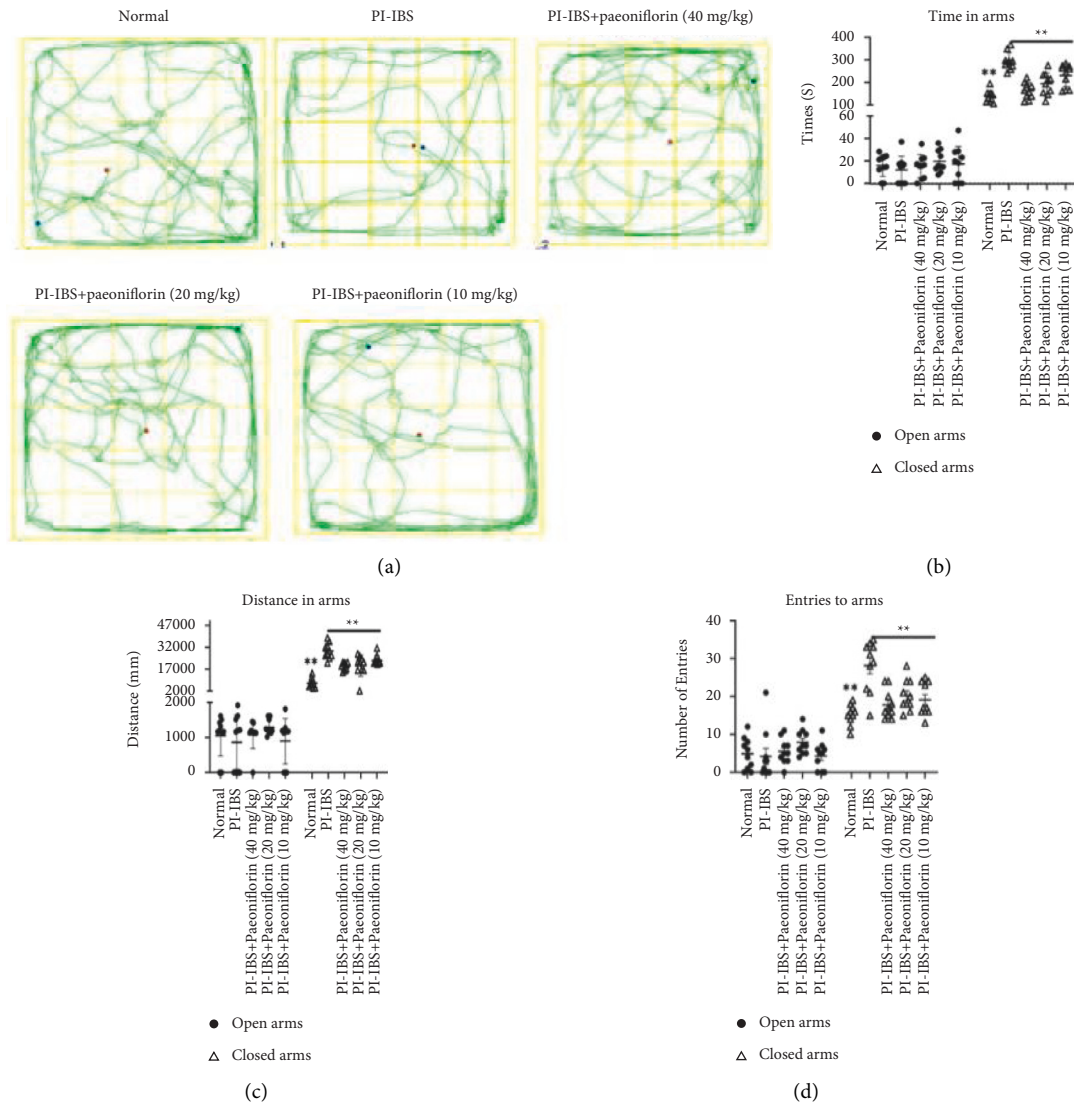 Normal
PI-IBS
PI-IBS+paeoniflorin (40 mg/kg)
PI-IBS+paeoniflorin (20 mg/kg)
PI-IBS+paeoniflorin (10 mg/kg)
(a)
Time in arms
**
**
Times (S)
400
300
200
100
60
40
20
0
Normal
PI-IBS
PI-IBS+Paeoniflorin (40 mg/kg)
PI-IBS+Paeoniflorin (20 mg/kg)
PI-IBS+Paeoniflorin (10 mg/kg)
Normal
PI-IBS
PI-IBS+Paeoniflorin (40 mg/kg)
PI-IBS+Paeoniflorin (20 mg/kg)
PI-IBS+Paeoniflorin (10 mg/kg)
Open arms
Closed arms
(b)
Distance in arms
**
**
Distance (mm)
47000
32000
17000
2000
2000
1000
0
Normal
PI-IBS
PI-IBS+Paeoniflorin (40 mg/kg)
PI-IBS+Paeoniflorin (20 mg/kg)
PI-IBS+Paeoniflorin (10 mg/kg)
Normal
PI-IBS
PI-IBS+Paeoniflorin (40 mg/kg)
PI-IBS+Paeoniflorin (20 mg/kg)
PI-IBS+Paeoniflorin (10 mg/kg)
Open arms
Closed arms
(c)
Entries to arms
**
**
Number of Entries
40
30
20
10
0
Normal
PI-IBS
PI-IBS+Paeoniflorin (40 mg/kg)
PI-IBS+Paeoniflorin (20 mg/kg)
PI-IBS+Paeoniflorin (10 mg/kg)
Normal
PI-IBS
PI-IBS+Paeoniflorin (40 mg/kg)
PI-IBS+Paeoniflorin (20 mg/kg)
PI-IBS+Paeoniflorin (10 mg/kg)
Open arms
Closed arms
(d)